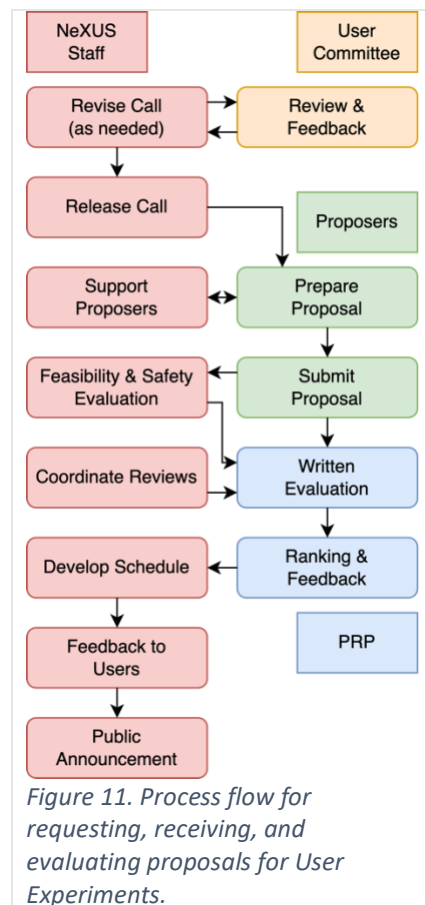 NeXUS
Staff
User
Committee
Revise Call
(as needed)
Review &
Feedback
Release Call
Proposers
Support
Proposers
Prepare
Proposal
Feasibility & Safety
Evaluation
Submit
Proposal
Coordinate Reviews
Written
Evaluation
Develop Schedule
Ranking &
Feedback
Feedback to
Users
PRP
Public
Announcement
Figure 11. Process flow for
requesting, receiving, and
evaluating proposals for User
Experiments.